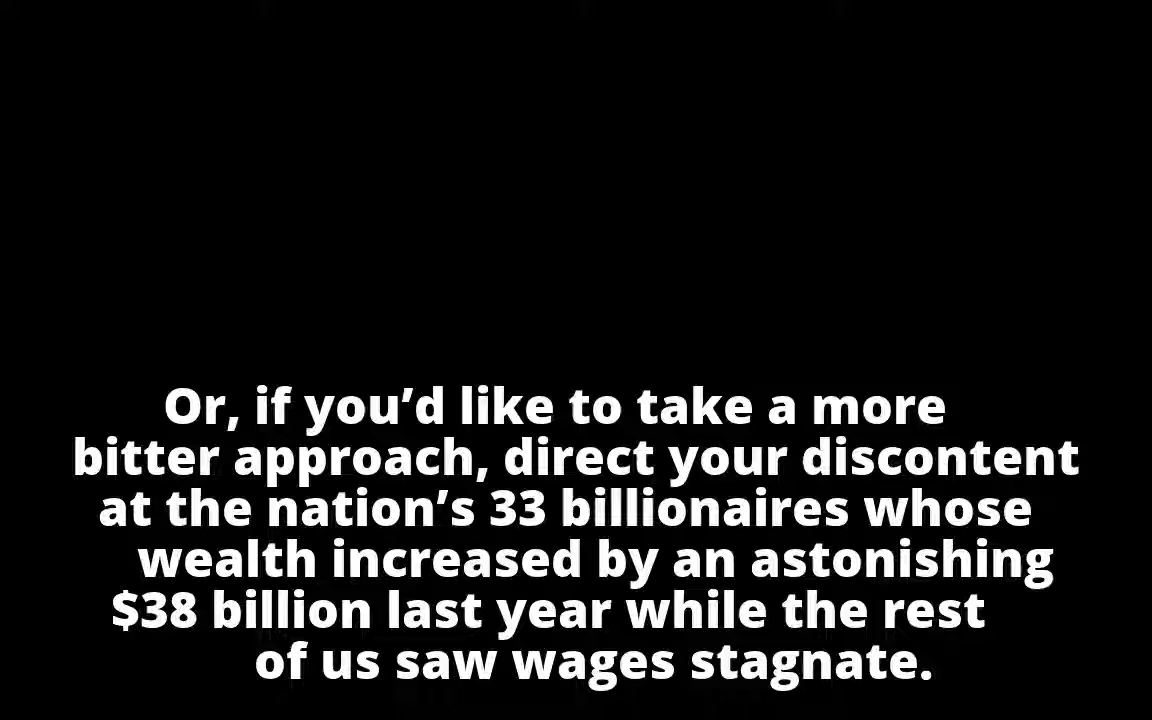 Or, if you’d like to take a more
bitter approach, direct your discontent
at the nation’s 33 billionaires whose
wealth increased by an astonishing
$38 billion last year while the rest
of us saw wages stagnate.